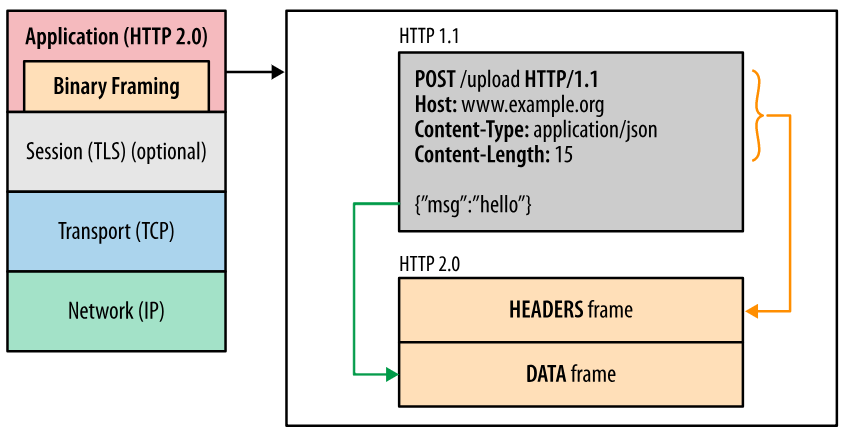 Application (HTTP 2.0)
Binary Framing
Session (TLS) (optional)
Transport (TCP)
Network (IP)
HTTP 1.1
POST /upload HTTP/1.1
Host: www.example.org
Content-Type: application/json
Content-Length: 15
{”msg”:”hello”}
HTTP 2.0
HEADERS frame
DATA frame